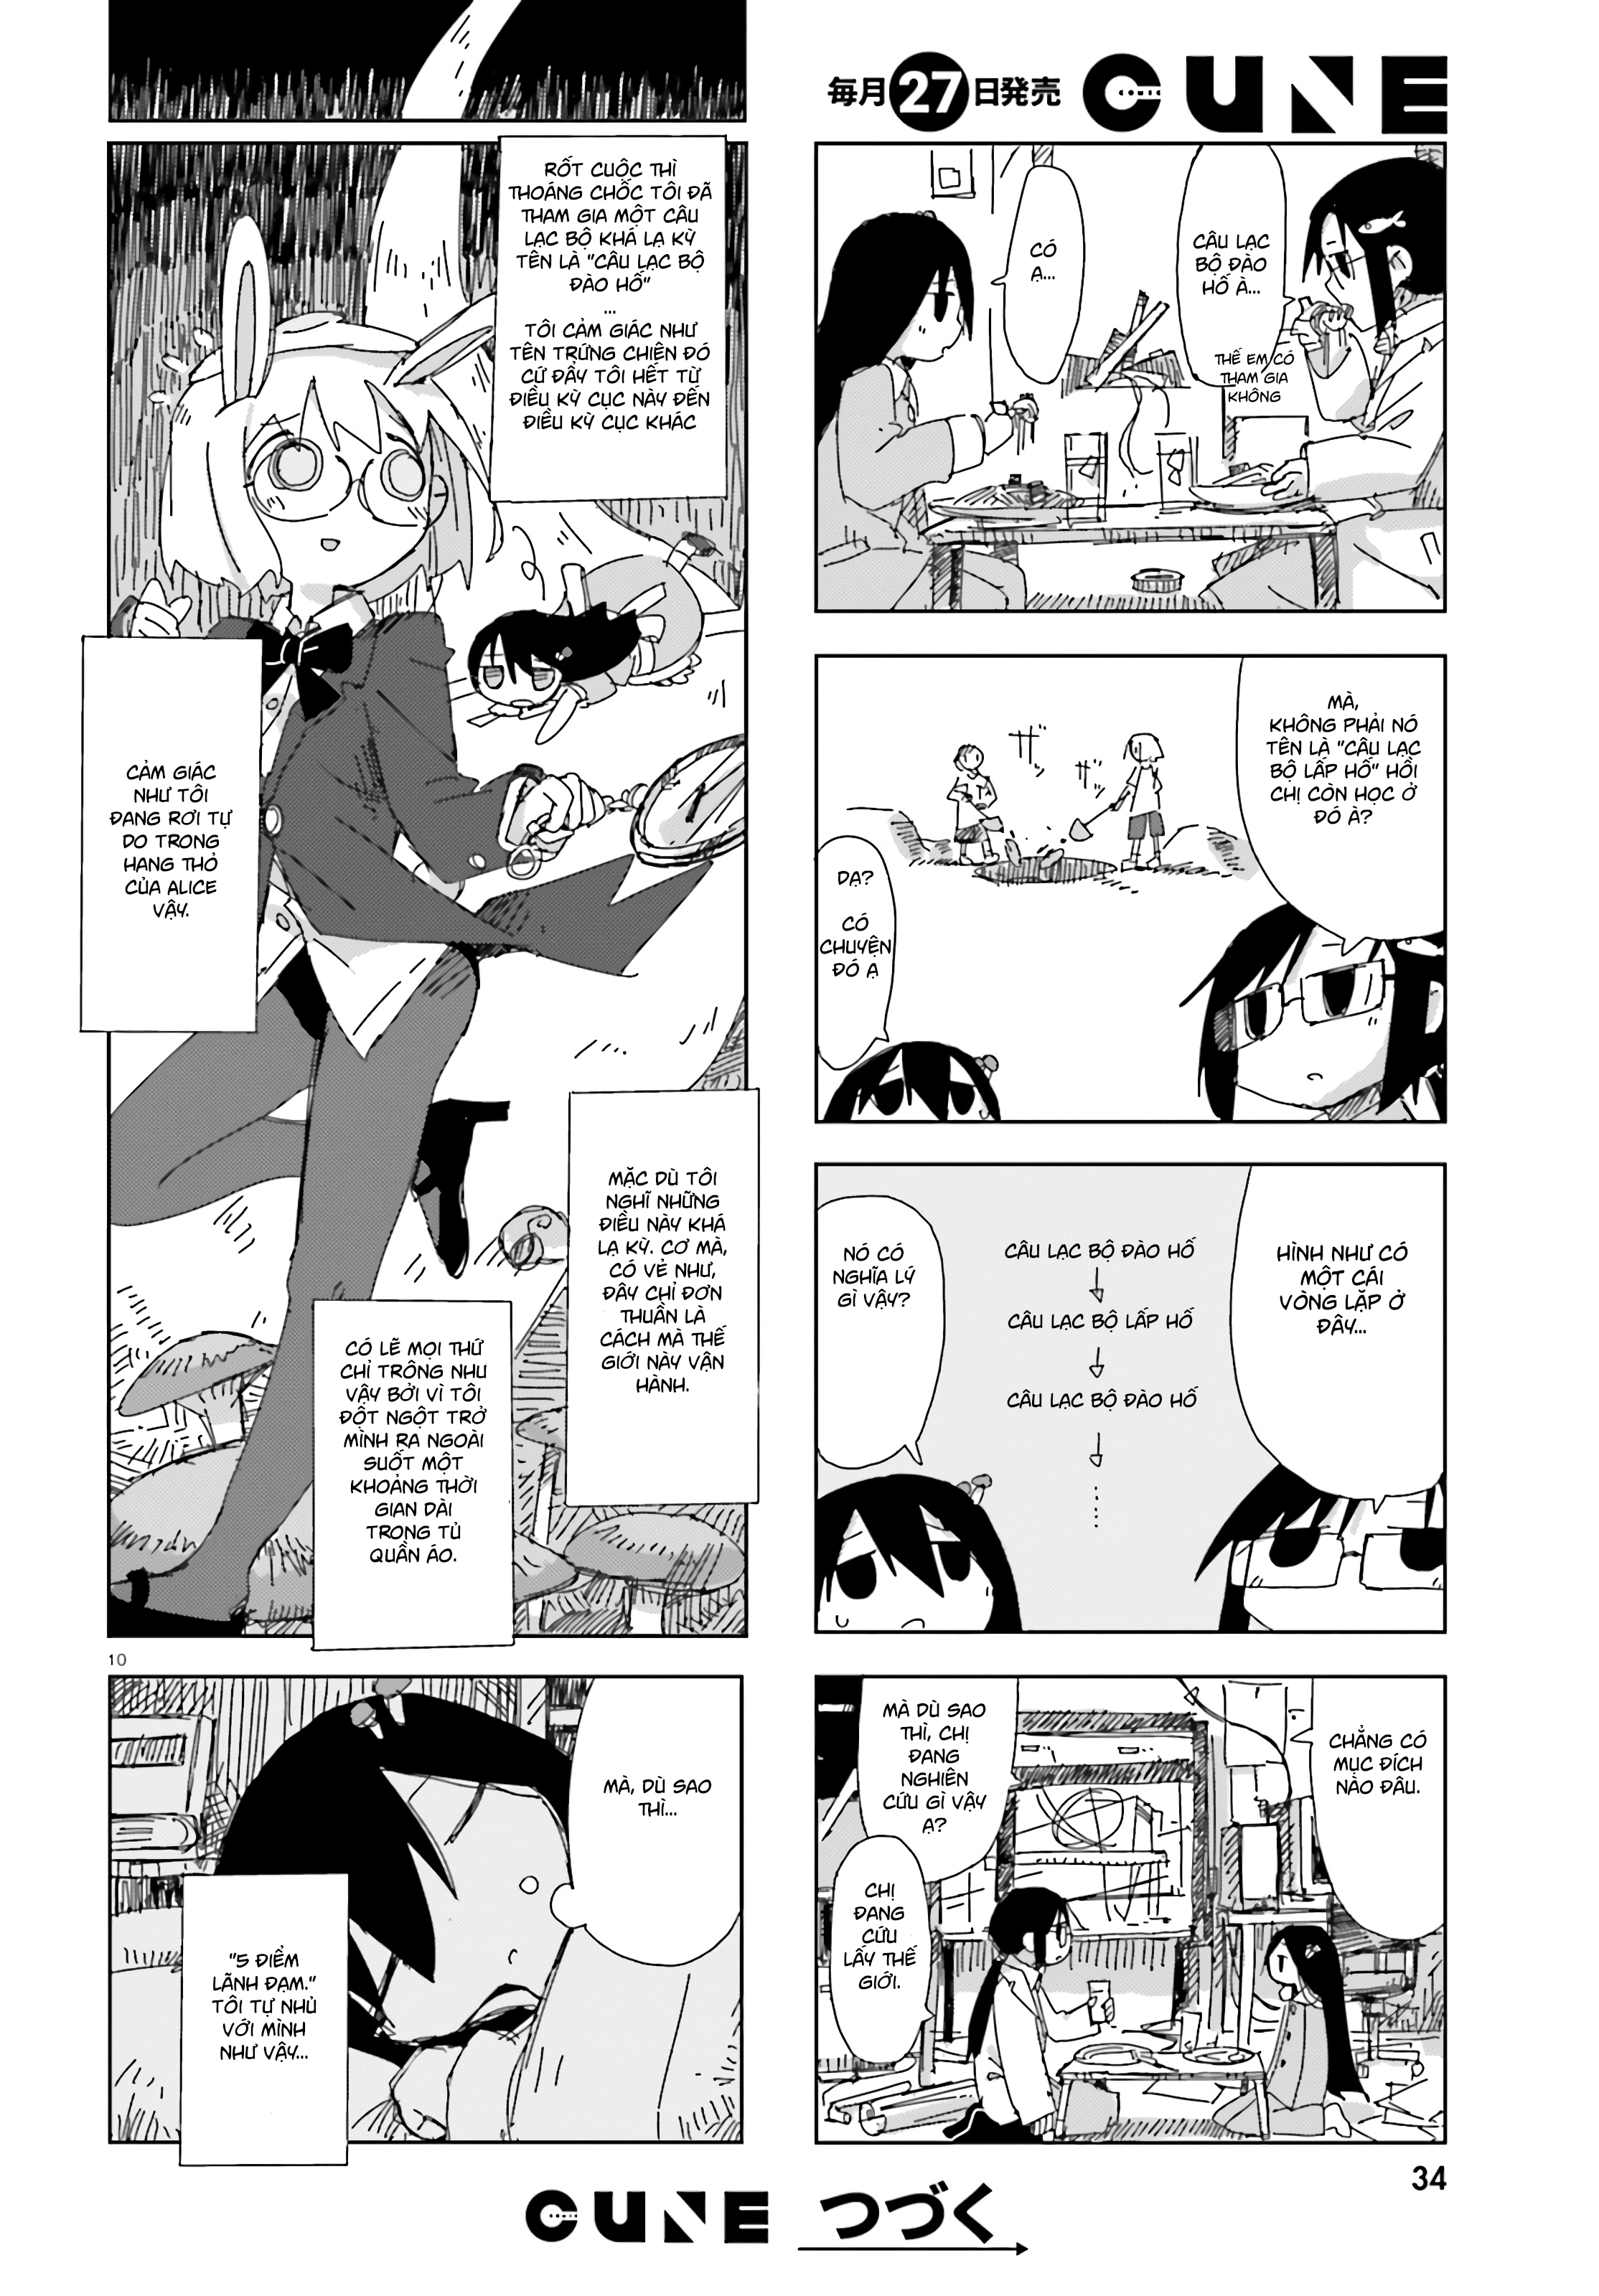 毎月27日発売 CUNE
CÂU LẠC
BỘ ĐÀO
HỐ À...
THẾ EM CÓ
THAM GIA
KHÔNG
CÓ
Ạ...
MÀ,
KHÔNG PHẢI NÓ
TÊN LÀ "CÂU LẠC
BỘ LẤP HỐ" HỒI
CHỊ CÒN HỌC Ở
ĐÓ À?
ザッ
ザッ
DẠ?
CÓ
CHUYỆN
ĐÓ Ạ
HÌNH NHƯ CÓ
MỘT CÁI
VÒNG LẶP Ở
ĐÂY...
CÂU LẠC BỘ ĐÀO HỐ
CÂU LẠC BỘ LẤP HỐ
CÂU LẠC BỘ ĐÀO HỐ
NÓ CÓ
NGHĨA LÝ
GÌ VẬY?
CHẲNG CÓ
MỤC ĐÍCH
NÀO ĐÂU.
MÀ DÙ SAO
THÌ, CHỊ
ĐANG
NGHIÊN
CỨU GÌ VẬY
Ạ?
CHỊ
ĐANG
CỨU
LẤY THẾ
GIỚI.
RỐT CUỘC THÌ
THOÁNG CHỐC TÔI ĐÃ
THAM GIA MỘT CÂU
LẠC BỘ KHÁ LẠ KỲ
TÊN LÀ "CÂU LẠC BỘ
ĐÀO HỐ"
...
TÔI CẢM GIÁC NHƯ
TÊN TRỨNG CHIÊN ĐÓ
CỨ ĐẨY TÔI HẾT TỪ
ĐIỀU KỲ CỤC NÀY ĐẾN
ĐIỀU KỲ CỤC KHÁC
CẢM GIÁC
NHƯ TÔI
ĐANG RƠI TỰ
DO TRONG
HANG THỎ
CỦA ALICE
VẬY.
MẶC DÙ TÔI
NGHĨ NHỮNG
ĐIỀU NÀY KHÁ
LẠ KỲ. CƠ MÀ,
CÓ VẺ NHƯ,
ĐÂY CHỈ ĐƠN
THUẦN LÀ
CÁCH MÀ THẾ
GIỚI NÀY VẬN
HÀNH.
CÓ LẼ MỌI THỨ
CHỈ TRÔNG NHU
VẬY BỞI VÌ TÔI
ĐỘT NGỘT TRỞ
MÌNH RA NGOÀI
SUỐT MỘT
KHOẢNG THỜI
GIAN DÀI
TRONG TỦ
QUẦN ÁO.
10
MÀ, DÙ SAO
THÌ...
"5 ĐIỂM
LÃNH ĐẠM."
TÔI TỰ NHỦ
VỚI MÌNH
NHƯ VẬY...
34
CUNE つづく